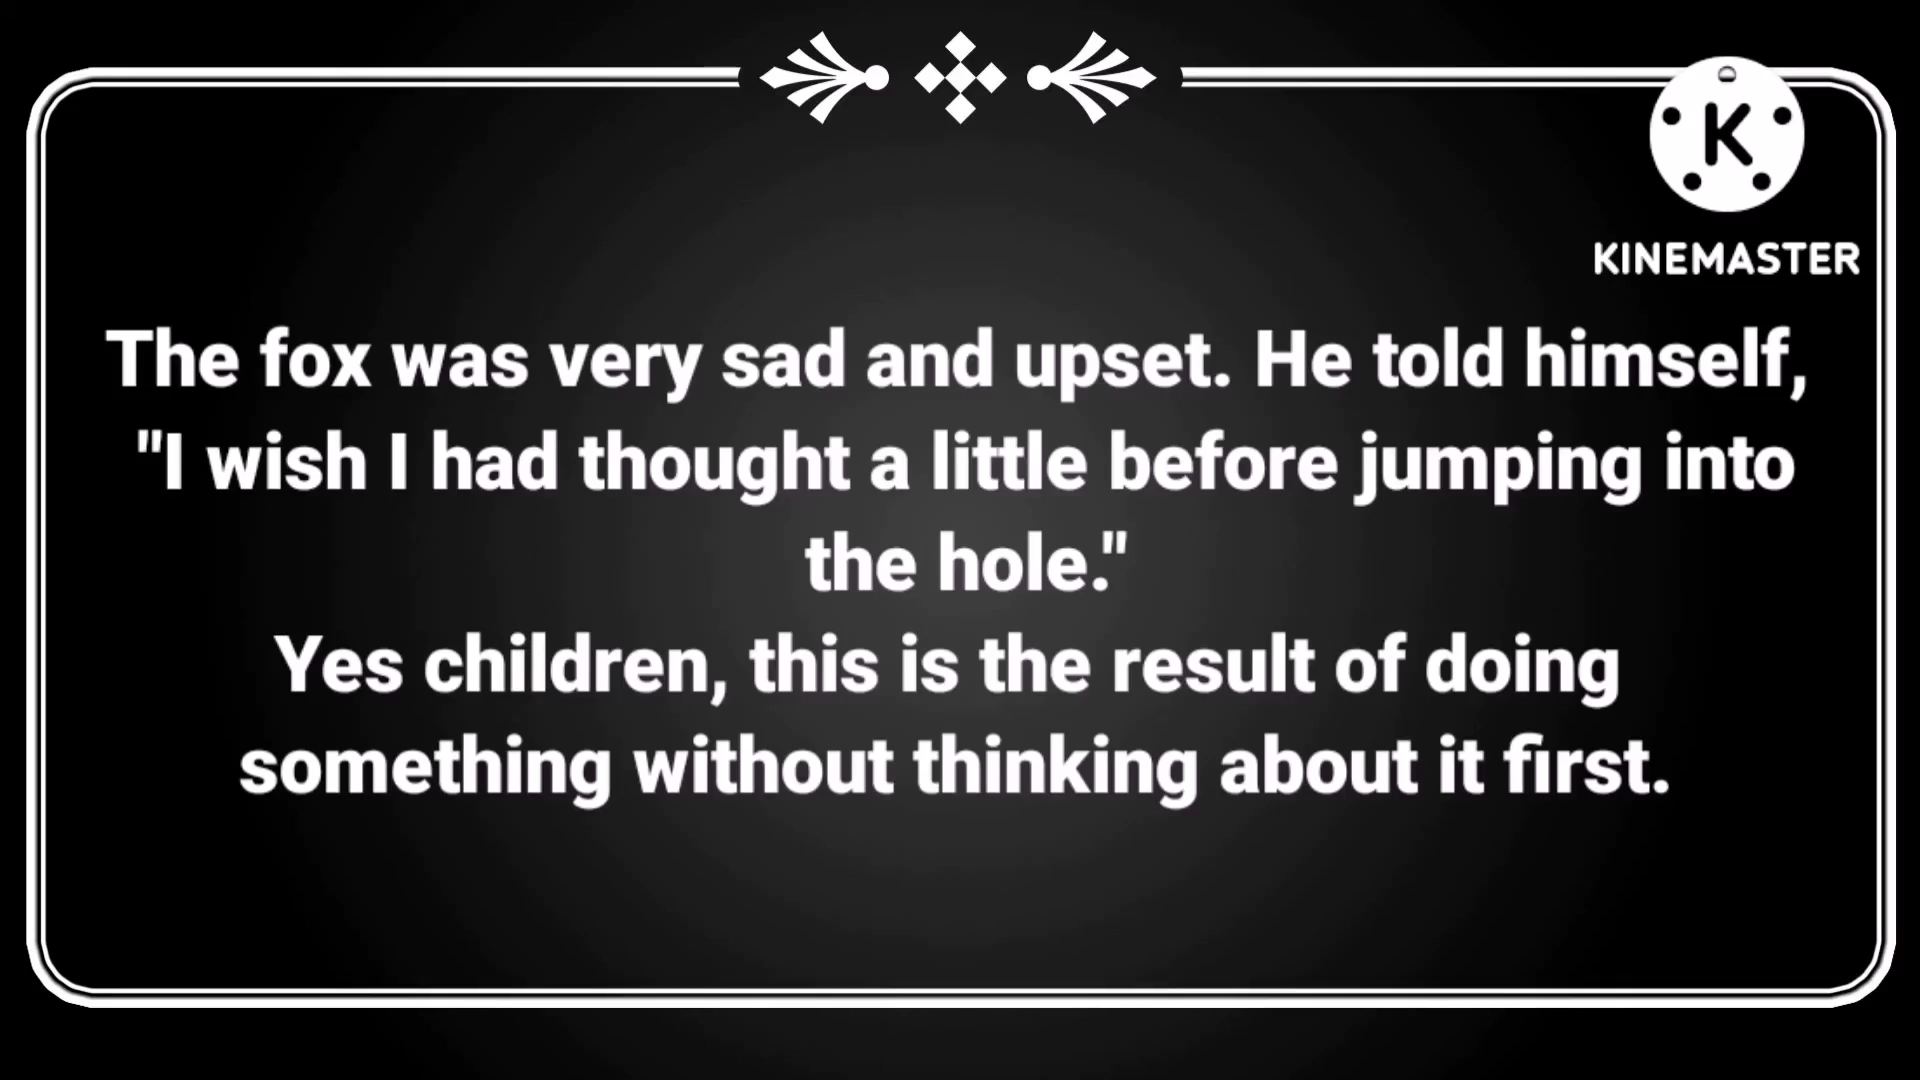 K
KINEMASTER
The fox was very sad and upset. He told himself,
"I wish I had thought a little before jumping into
the hole."
Yes children, this is the result of doing
something without thinking about it first.